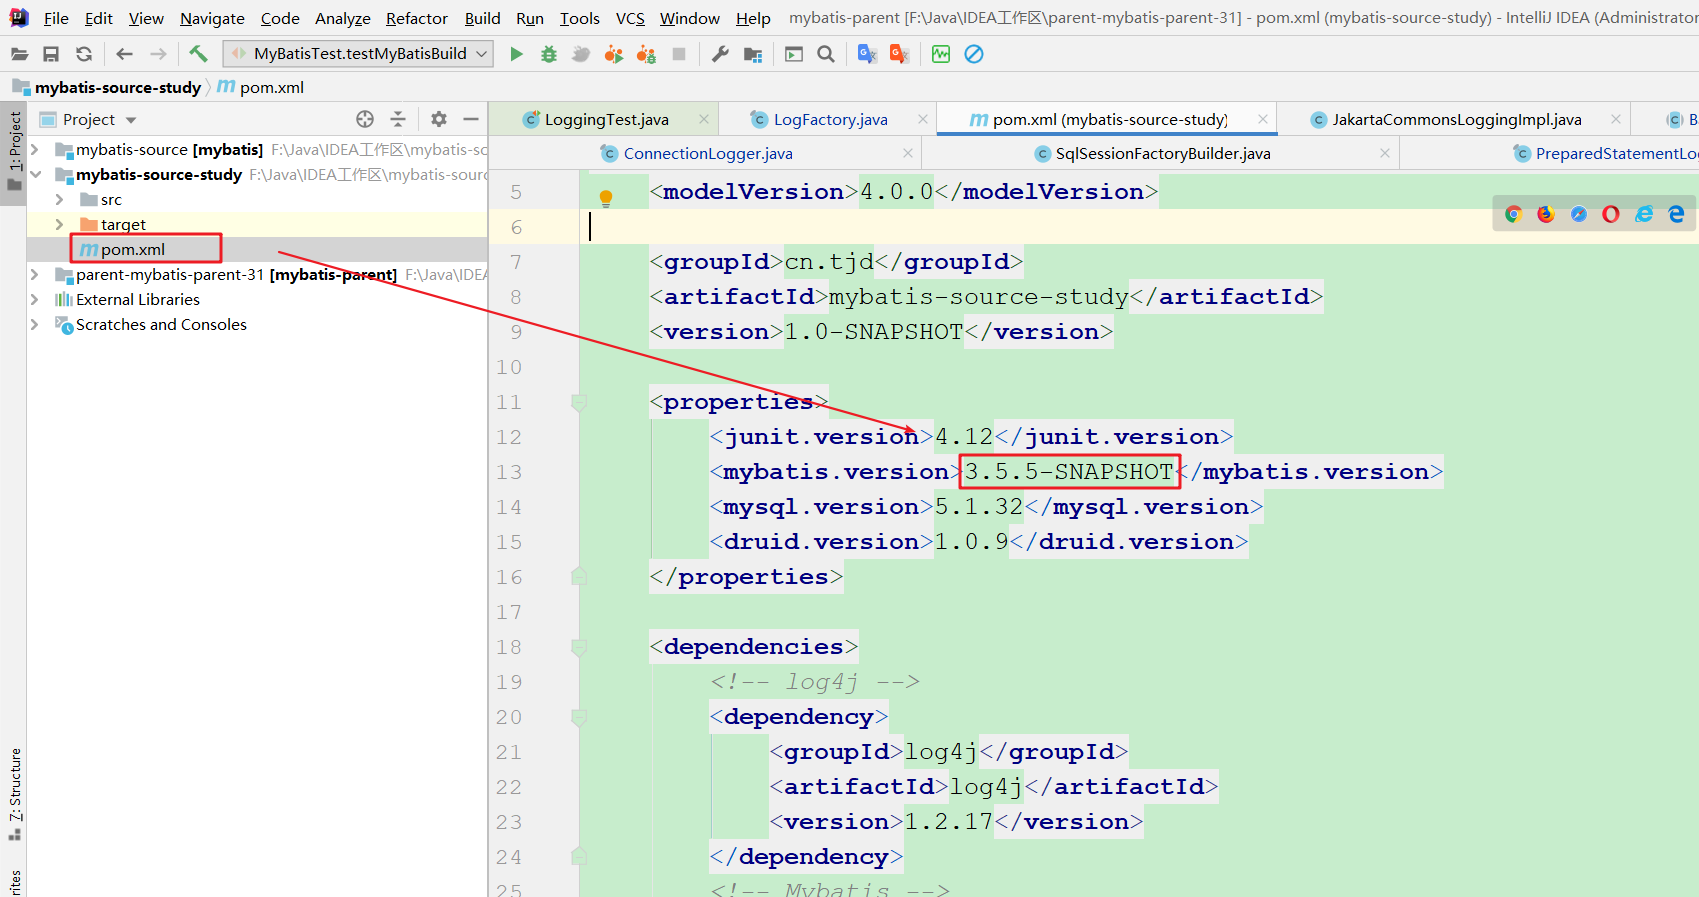 File Edit View Navigate Code Analyze Refactor Build Run Tools VCS Window Help mybatis-parent [F:\Java\IDEA工作区\parent-mybatis-parent-31] - pom.xml (mybatis-source-study) - IntelliJ IDEA (Administrator
MyBatisTest.testMyBatisBuild
mybatis-source-study pom.xml
1: Project
Project
mybatis-source [mybatis] F:\Java\IDEA工作区\mybatis-sc
mybatis-source-study F:\Java\IDEA工作区\mybatis-sour
src
target
pom.xml
parent-mybatis-parent-31 [mybatis-parent] F:\Java\IDEA
External Libraries
Scratches and Consoles
7: Structure
rites
LoggingTest.java LogFactory.java pom.xml (mybatis-source-study) JakartaCommonsLoggingImpl.java B
ConnectionLogger.java SqlSessionFactoryBuilder.java PreparedStatementLo
5 <modelVersion>4.0.0</modelVersion>
6
7 <groupId>cn.tjd</groupId>
8 <artifactId>mybatis-source-study</artifactId>
9 <version>1.0-SNAPSHOT</version>
10
11 <properties>
12 <junit.version>4.12</junit.version>
13 <mybatis.version>3.5.5-SNAPSHOT</mybatis.version>
14 <mysql.version>5.1.32</mysql.version>
15 <druid.version>1.0.9</druid.version>
16 </properties>
17
18 <dependencies>
19 <!-- log4j -->
20 <dependency>
21 <groupId>log4j</groupId>
22 <artifactId>log4j</artifactId>
23 <version>1.2.17</version>
24 </dependency>
25 <!-- Mybatis -->